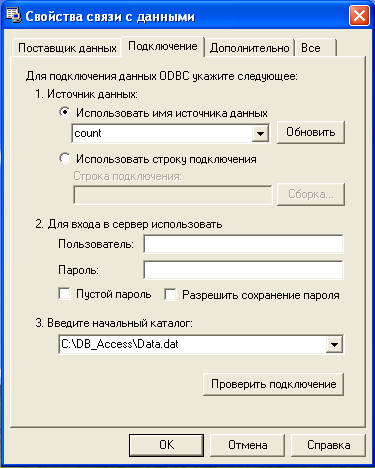 Свойства связи с данными
Поставщик данных Подключение Дополнительно Все
Для подключения данных ODBC укажите следующее:
1. Источник данных:
Использовать имя источника данных
count Обновить
Использовать строку подключения
Строка подключения:
Сборка...
2. Для входа в сервер использовать
Пользователь:
Пароль:
Пустой пароль Разрешить сохранение пароля
3. Введите начальный каталог:
C:\DB_Access\Data.dat
Проверить подключение
OK Отмена Справка